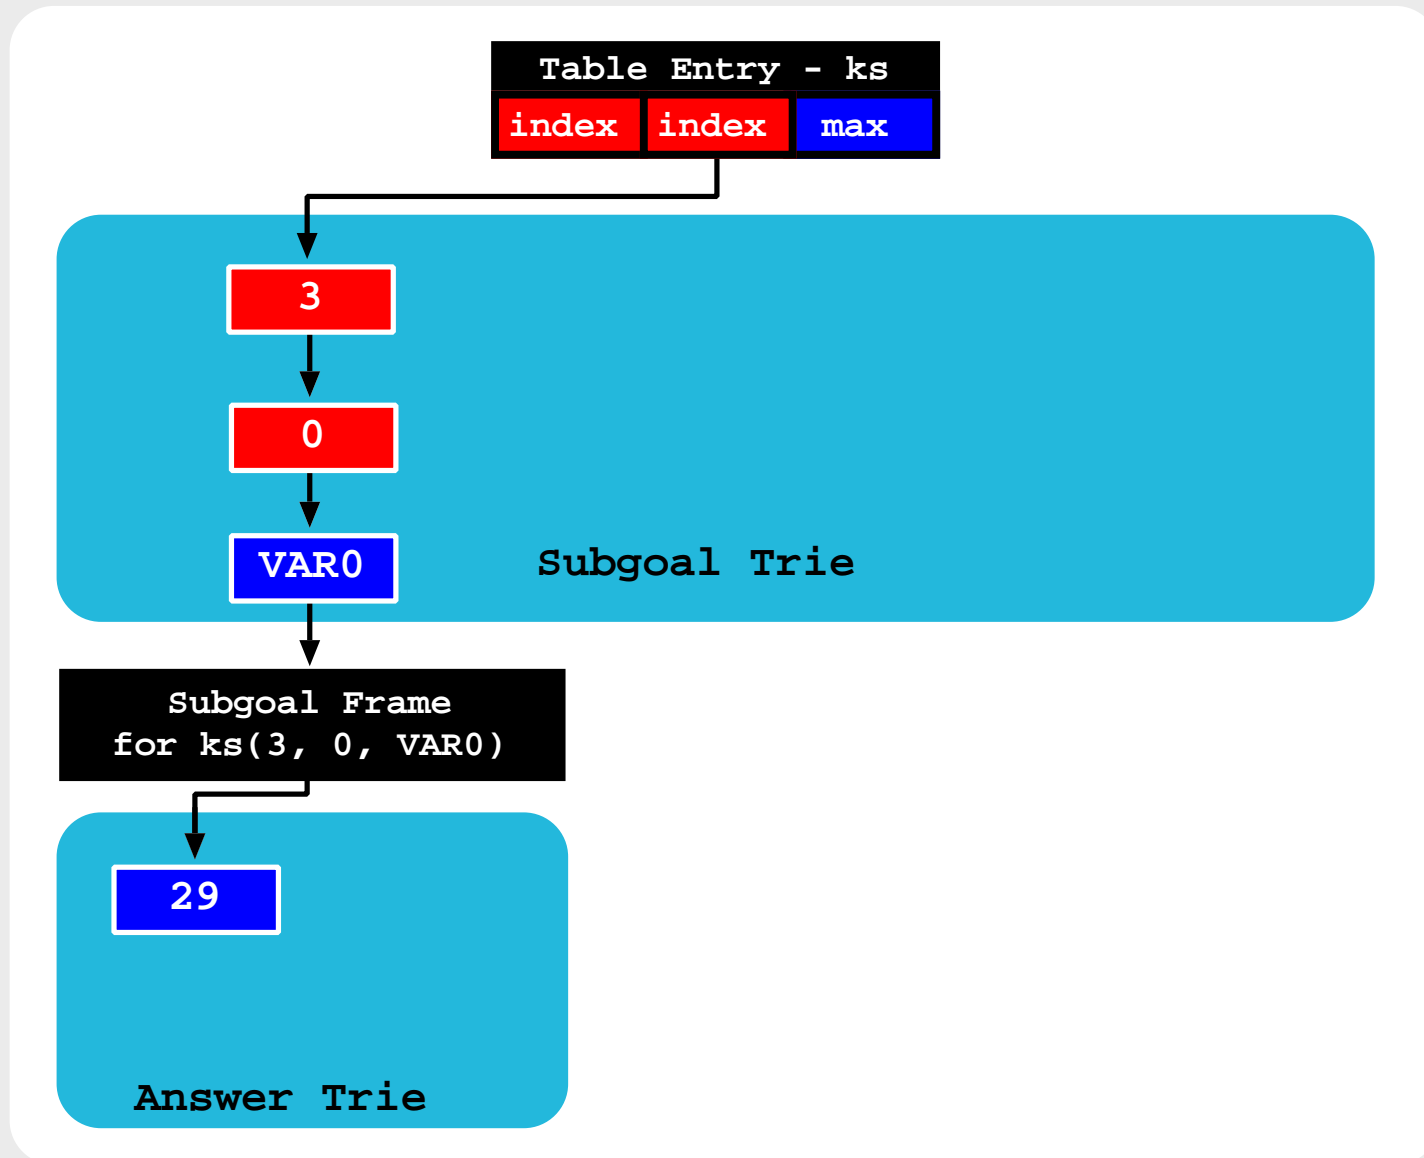 Table Entry - ks
index index max
3
0
VAR0
Subgoal Trie
Subgoal Frame
for ks(3, 0, VAR0)
29
Answer Trie